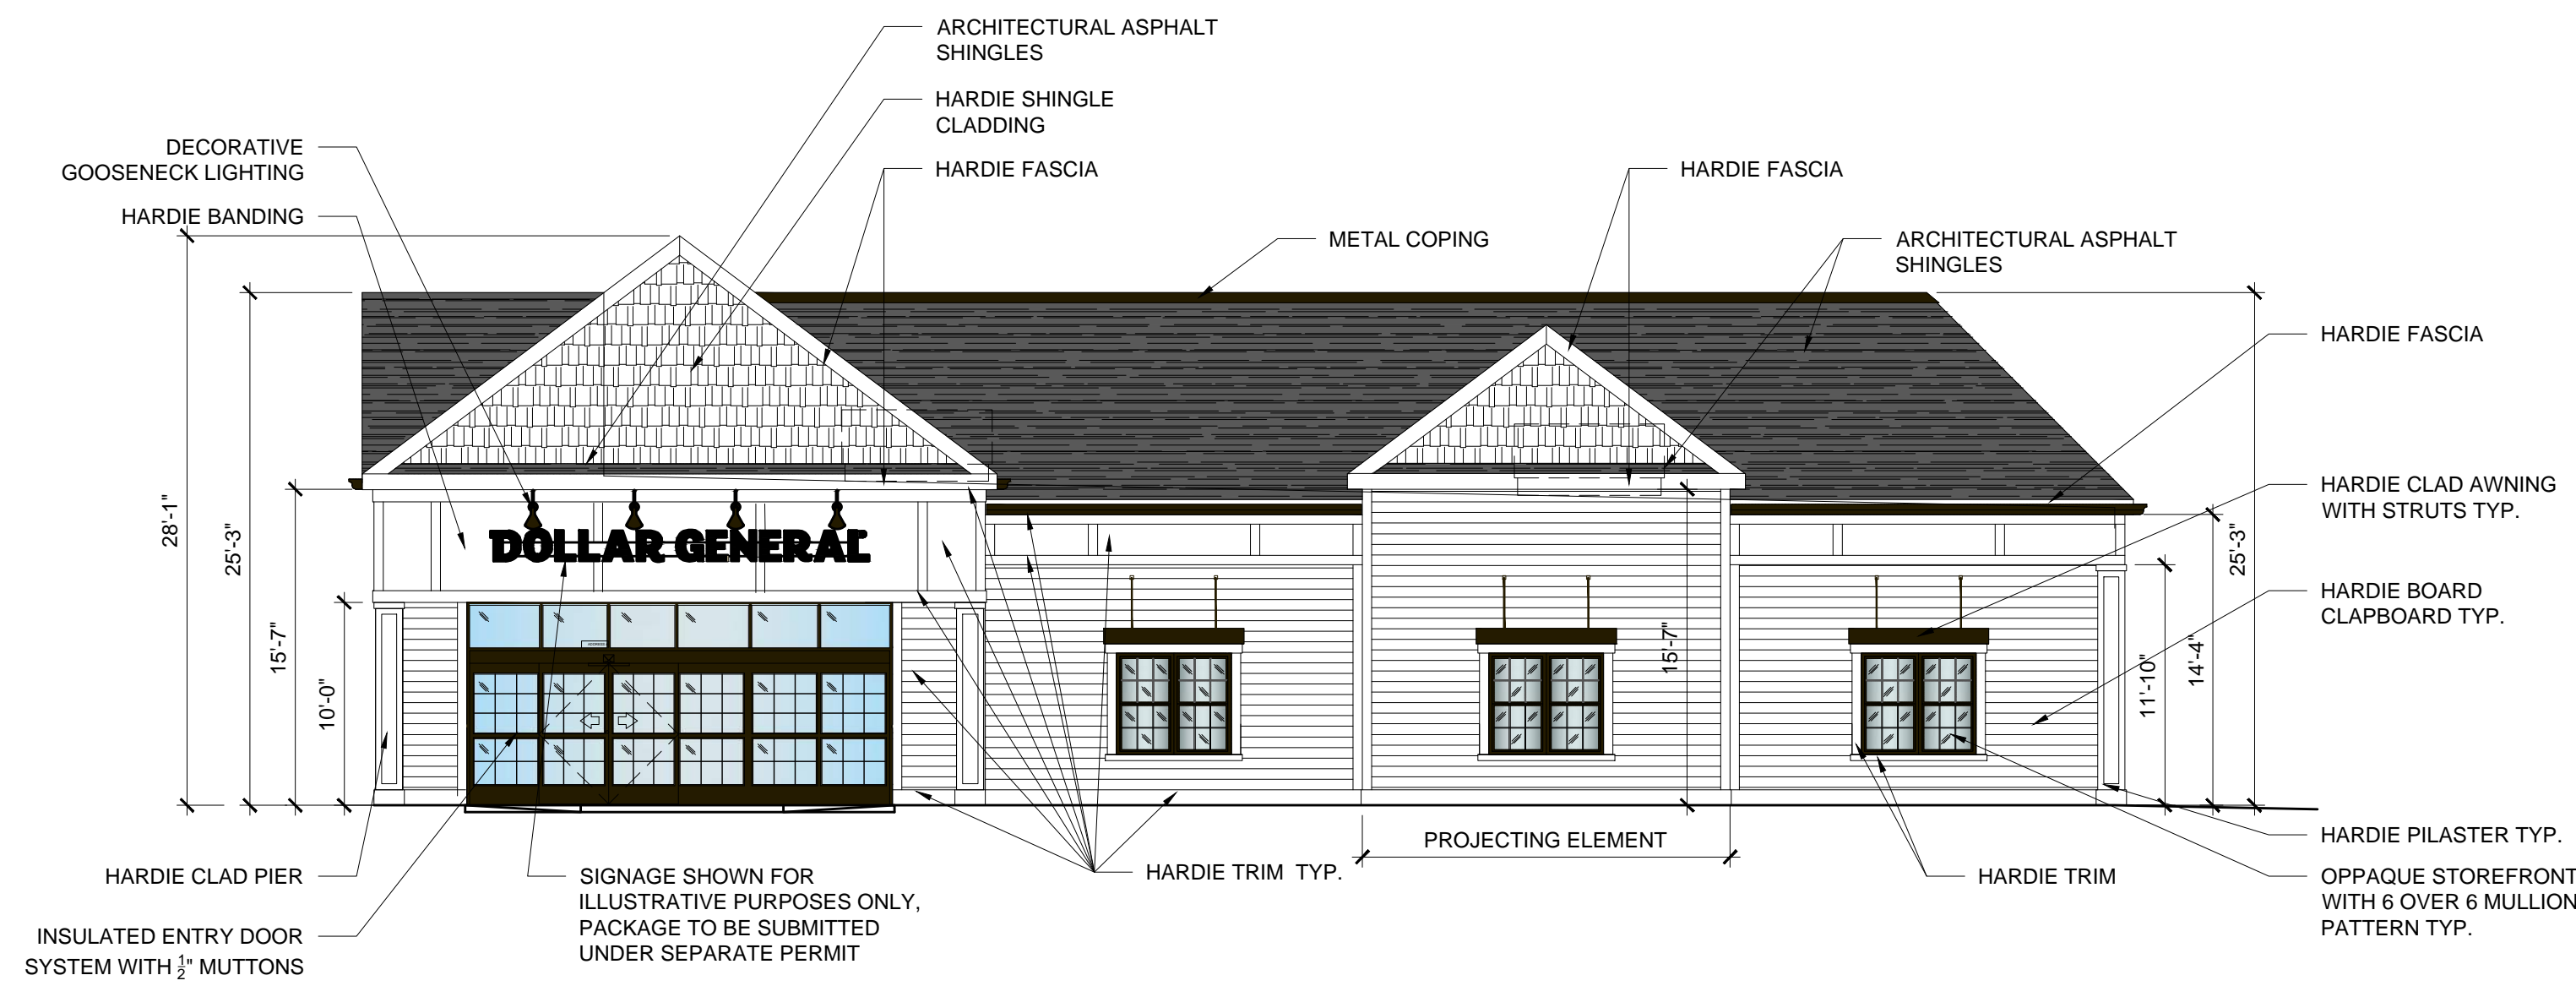 ARCHITECTURAL ASPHALT
SHINGLES
HARDIE SHINGLE
CLADDING
DECORATIVE
GOOSENECK LIGHTING
HARDIE FASCIA
HARDIE FASCIA
HARDIE BANDING
METAL COPING
ARCHITECTURAL ASPHALT
SHINGLES
HARDIE FASCIA
28'-1"
25'-3"
15'-7"
10'-0"
DOLLAR GENERAL
15'-7"
11'-10"
14'-4"
25'-3"
HARDIE CLAD AWNING
WITH STRUTS TYP.
HARDIE BOARD
CLAPBOARD TYP.
PROJECTING ELEMENT
HARDIE PILASTER TYP.
HARDIE CLAD PIER
SIGNAGE SHOWN FOR
ILLUSTRATIVE PURPOSES ONLY,
PACKAGE TO BE SUBMITTED
UNDER SEPARATE PERMIT
HARDIE TRIM TYP.
HARDIE TRIM
OPPAQUE STOREFRONT
WITH 6 OVER 6 MULLION
PATTERN TYP.
INSULATED ENTRY DOOR
SYSTEM WITH ½" MUTTONS